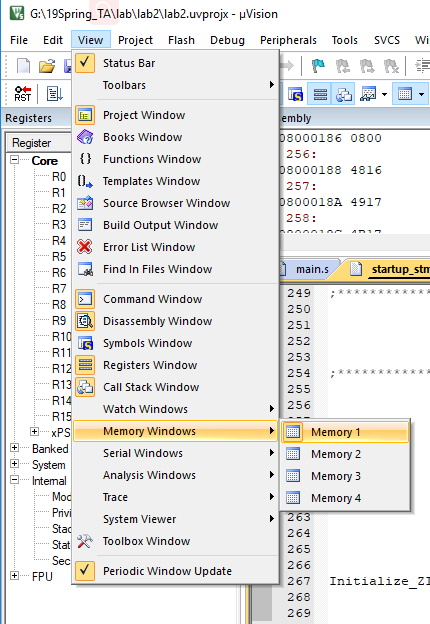 G:\19Spring_TA\lab\lab2\lab2.uvprojx - µVision
File Edit View Project Flash Debug Peripherals Tools SVCS Wi
RST
Registers
Register
Core
R0
R1
R2
R3
R4
R5
R6
R7
R8
R9
R10
R11
R12
R13
R14
R15
xPS
Banked
System
Internal
Mod
Privi
Stac
Stat
Sec
FPU
Status Bar
Toolbars
Project Window
Books Window
Functions Window
Templates Window
Source Browser Window
Build Output Window
Error List Window
Find In Files Window
Command Window
Disassembly Window
Symbols Window
Registers Window
Call Stack Window
Watch Windows
Memory Windows
Serial Windows
Analysis Windows
Trace
System Viewer
Toolbox Window
Periodic Window Update
Memory 1
Memory 2
Memory 3
Memory 4
embly
08000186 0800
256:
08000188 4816
257:
0800018A 4917
258:
0800018C 4B17
main.s startup_stm
249 ;**************
250
251
252
253
254 ;**************
255
263
264
265
266
267 Initialize_ZI
268
269